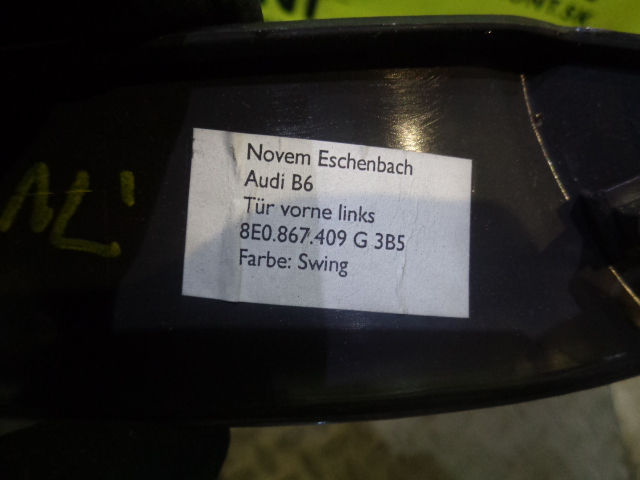 Novem Eschenbach
Audi B6
Tür vorne links
8E0.867.409 G 3B5
Farbe: Swing